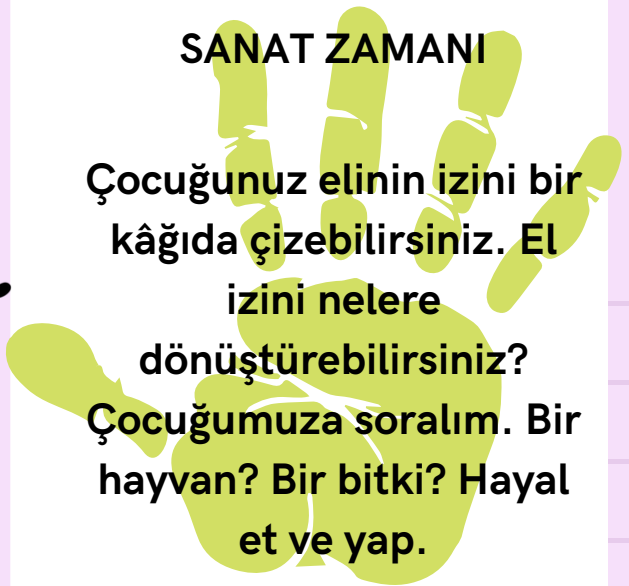 SANAT ZAMANI
Çocuğunuz elinin izini bir
kâğıda çizebilirsiniz. El
izini nelere
dönüştürebilirsiniz?
Çocuğumuza soralım. Bir
hayvan? Bir bitki? Hayal
et ve yap.